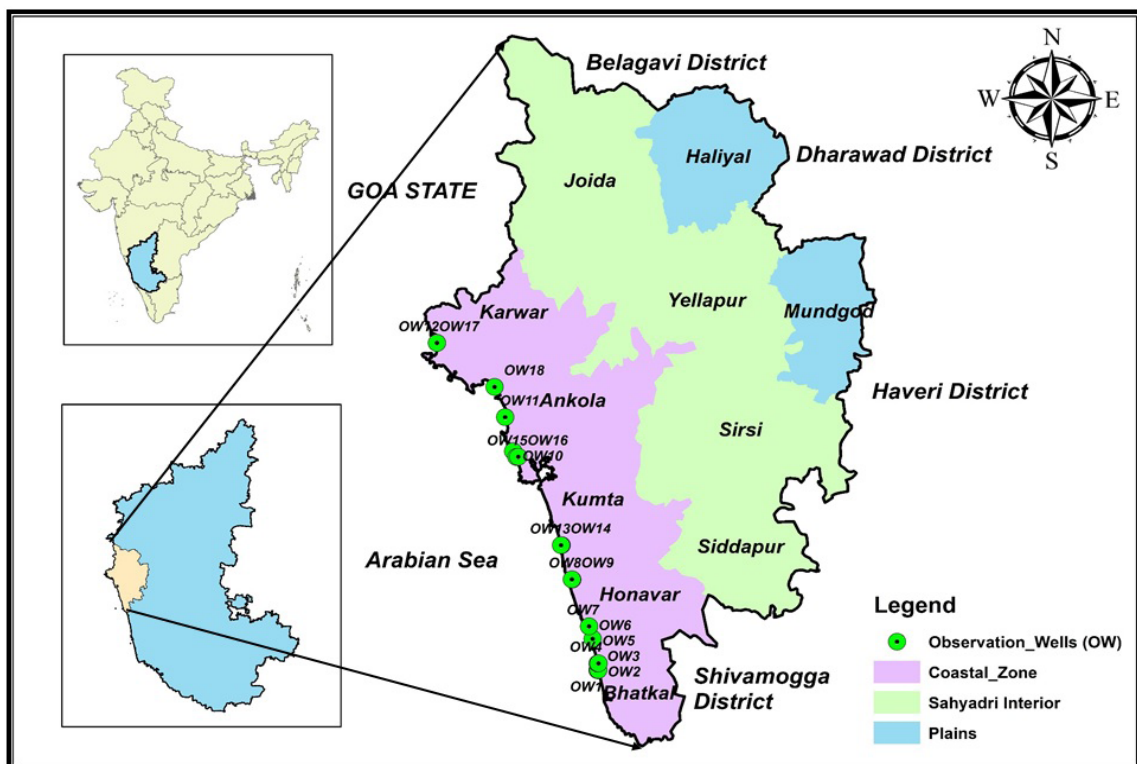 N
W
E
S
Belagavi District
Haliyal
Dharawad District
Joida
GOA STATE
Yellapur
Mundgod
Karwar
OW12OW17
OW18
Haveri District
OW11
Ankola
Sirsi
OW15OW16
OW10
Kumta
OW13OW14
Siddapur
Arabian Sea
OW8OW9
Honavar
OW7
OW6
OW5
OW4
OW3
OW2
OW1
Bhatkal
Shivamogga
District
Legend
Observation_Wells (OW)
Coastal_Zone
Sahyadri Interior
Plains